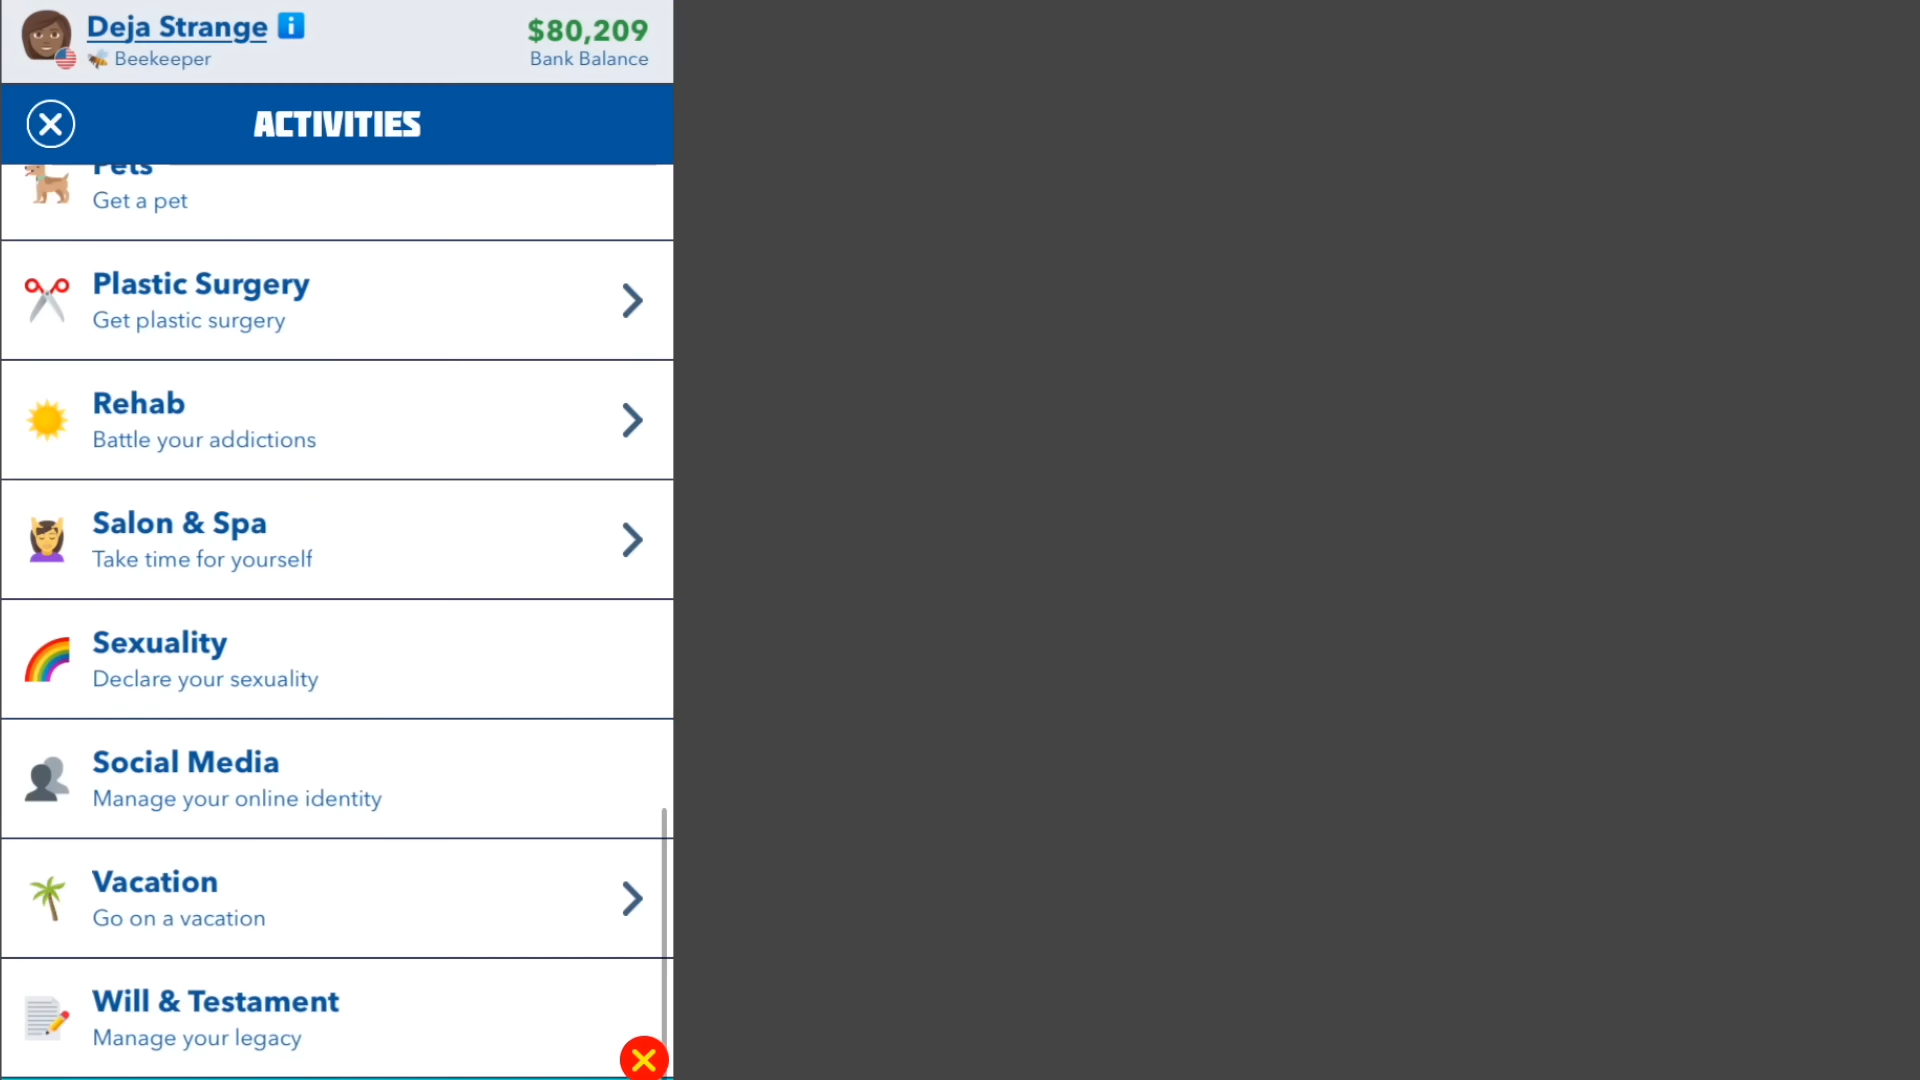 Deja Strange
Beekeeper
$80,209
Bank Balance
ACTIVITIES
Pets
Get a pet
Plastic Surgery
Get plastic surgery
Rehab
Battle your addictions
Salon & Spa
Take time for yourself
Sexuality
Declare your sexuality
Social Media
Manage your online identity
Vacation
Go on a vacation
Will & Testament
Manage your legacy